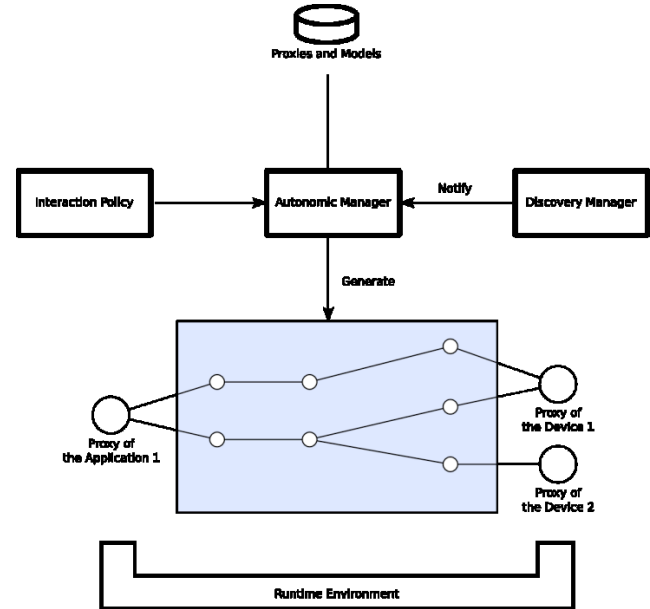 Proxies and Models
Interaction Policy
Autonomic Manager
Notify
Discovery Manager
Generate
Proxy of
the Application 1
Proxy of
the Device 1
Proxy of
the Device 2
Runtime Environment